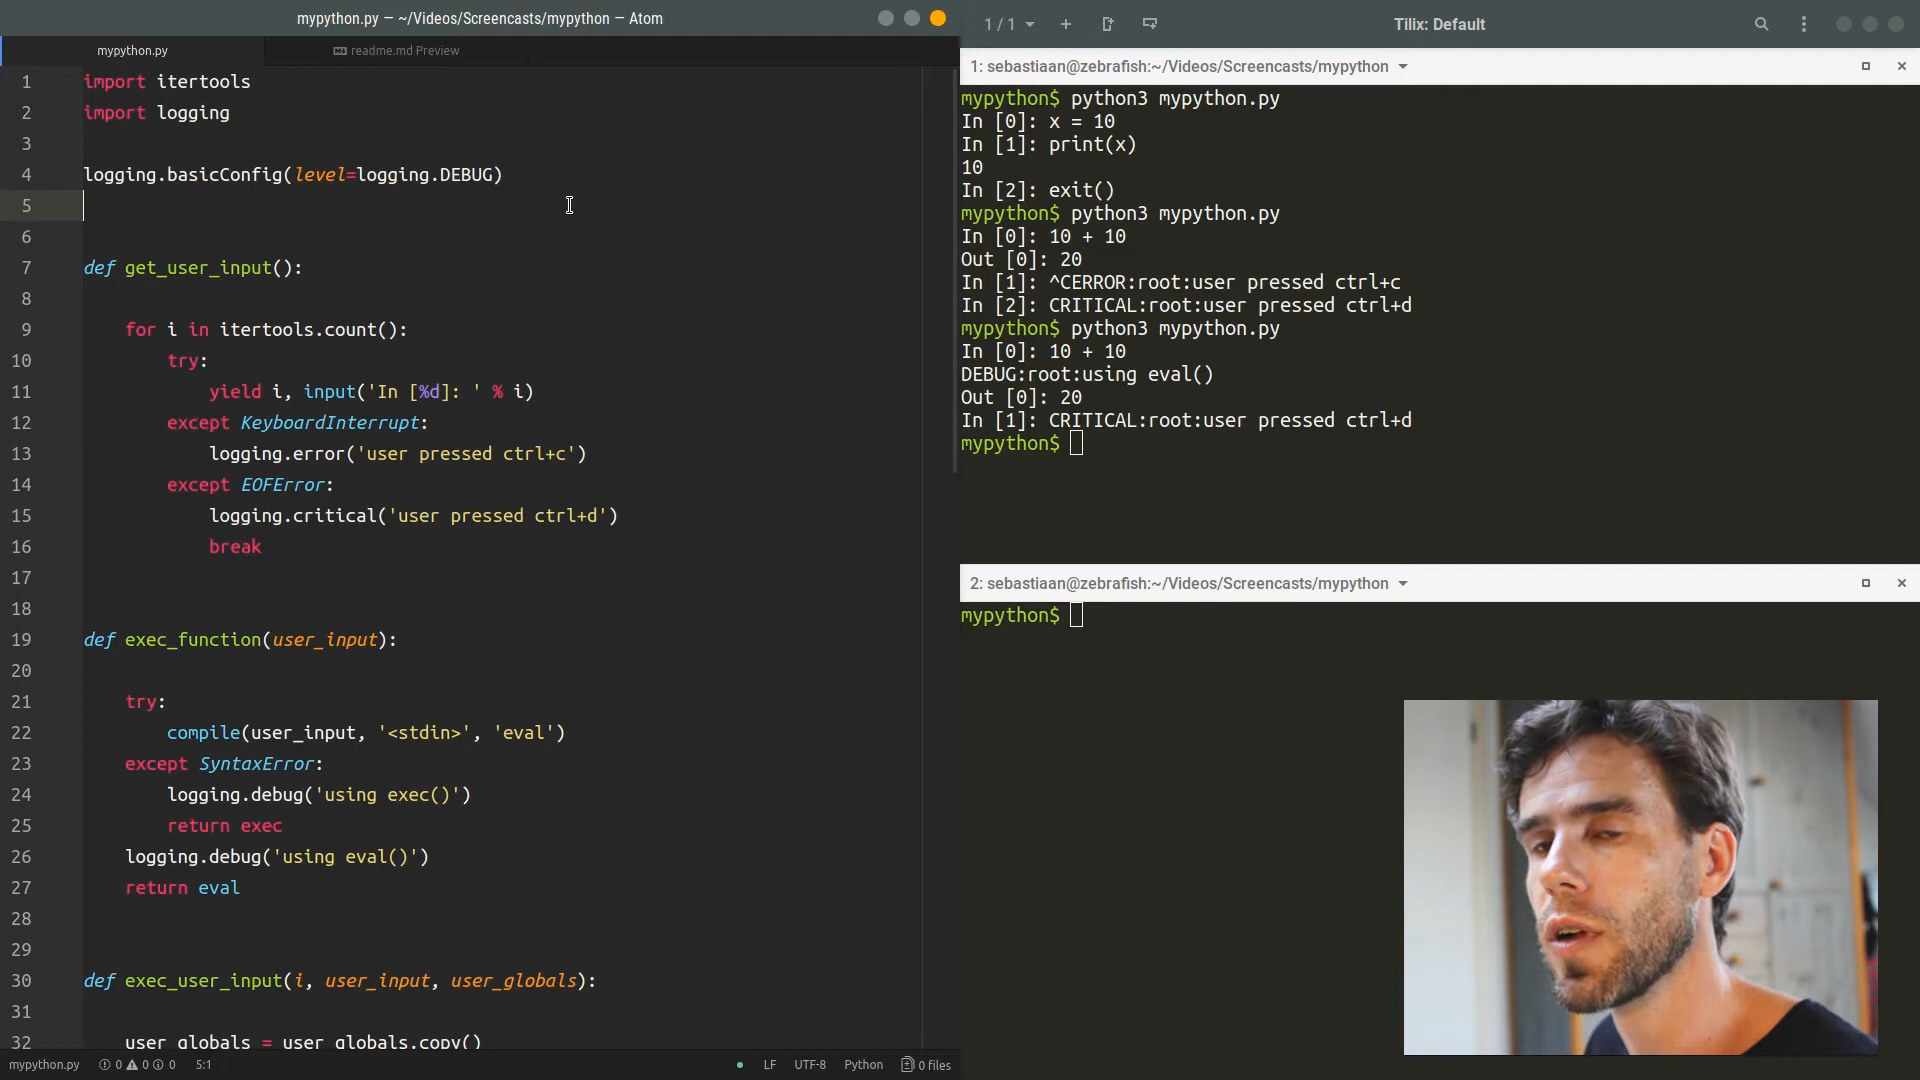 mypython.py — ~/Videos/Screencasts/mypython — Atom
mypython.py
readme.md Preview
1 import itertools
2 import logging
3
4 logging.basicConfig(level=logging.DEBUG)
5
6
7 def get_user_input():
8
9 for i in itertools.count():
10 try:
11 yield i, input('In [%d]: ' % i)
12 except KeyboardInterrupt:
13 logging.error('user pressed ctrl+c')
14 except EOFError:
15 logging.critical('user pressed ctrl+d')
16 break
17
18
19 def exec_function(user_input):
20
21 try:
22 compile(user_input, '<stdin>', 'eval')
23 except SyntaxError:
24 logging.debug('using exec()')
25 return exec
26 logging.debug('using eval()')
27 return eval
28
29
30 def exec_user_input(i, user_input, user_globals):
31
32 user_globals = user_globals.copy()
mypython.py 0 0 0 5:1 LF UTF-8 Python 0 files
1 / 1
Tilix: Default
1: sebastiaan@zebrafish:~/Videos/Screencasts/mypython
mypython$ python3 mypython.py
In [0]: x = 10
In [1]: print(x)
10
In [2]: exit()
mypython$ python3 mypython.py
In [0]: 10 + 10
Out [0]: 20
In [1]: ^CERROR:root:user pressed ctrl+c
In [2]: CRITICAL:root:user pressed ctrl+d
mypython$ python3 mypython.py
In [0]: 10 + 10
DEBUG:root:using eval()
Out [0]: 20
In [1]: CRITICAL:root:user pressed ctrl+d
mypython$
2: sebastiaan@zebrafish:~/Videos/Screencasts/mypython
mypython$